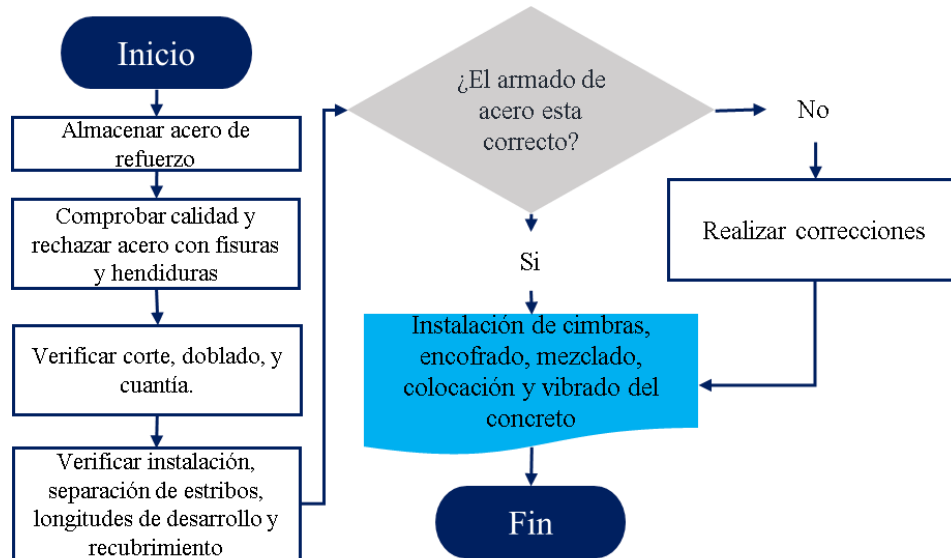 Inicio
Almacenar acero de
refuerzo
Comprobar calidad y
rechazar acero con fisuras
y hendiduras
Verificar corte, doblado, y
cuantía.
Verificar instalación,
separación de estribos,
longitudes de desarrollo y
recubrimiento
¿El armado de
acero esta
correcto?
No
Realizar correcciones
Si
Instalación de cimbras,
encofrado, mezclado,
colocación y vibrado del
concreto
Fin